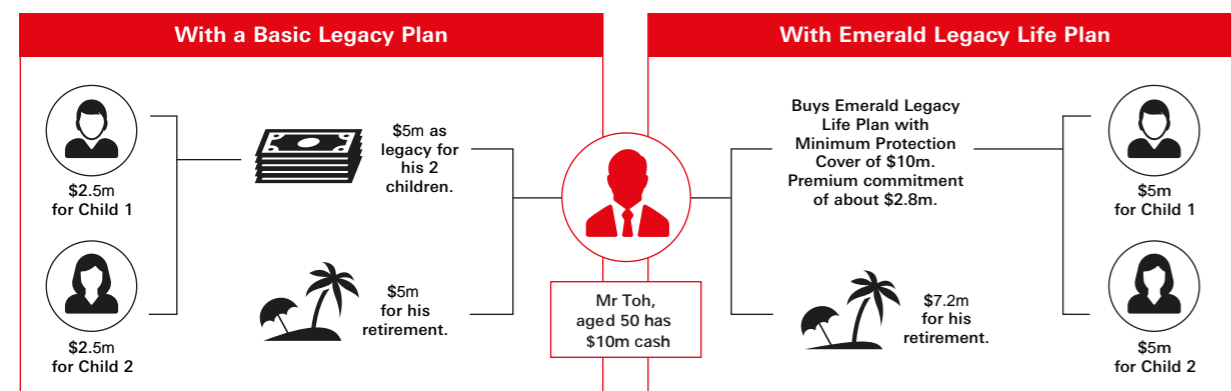 With a Basic Legacy Plan
$2.5m
for Child 1
$2.5m
for Child 2
$5m as
legacy for
his 2
children.
$5m
for his
retirement.
Mr Toh,
aged 50 has
$10m cash
With Emerald Legacy Life Plan
Buys Emerald Legacy
Life Plan with
Minimum Protection
Cover of $10m.
Premium commitment
of about $2.8m.
$7.2m
for his
retirement.
$5m
for Child 1
$5m
for Child 2